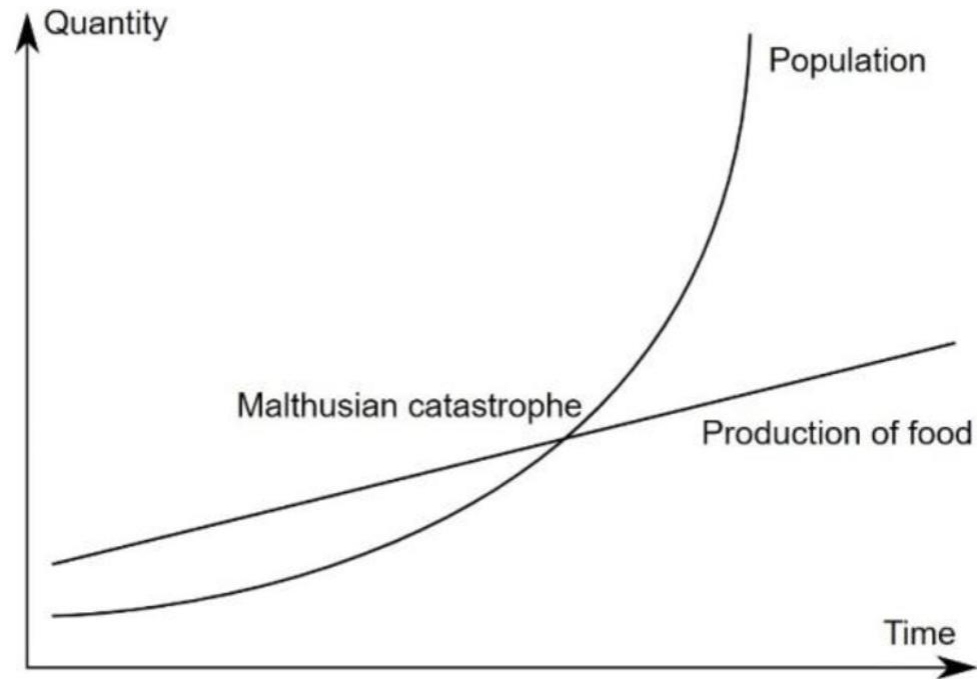 Quantity
Population
Malthusian catastrophe
Production of food
Time